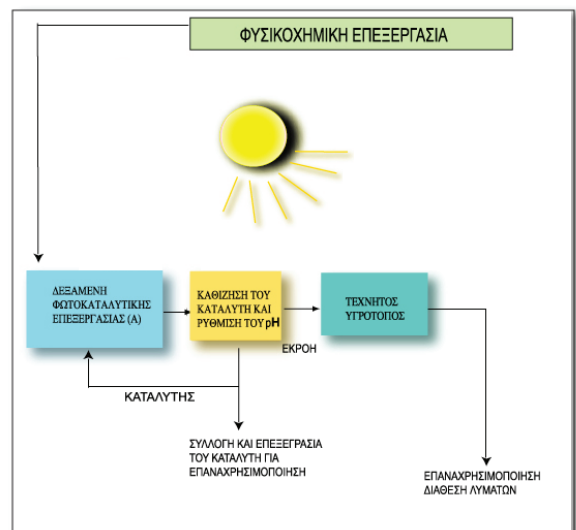 ΦΥΣΙΚΟΧΗΜΙΚΗ ΕΠΕΞΕΡΓΑΣΙΑ
ΔΕΞΑΜΕΝΗ
ΦΩΤΟΚΑΤΑΛΥΤΙΚΗΣ
ΕΠΕΞΕΡΓΑΣΙΑΣ (Α)
ΚΑΘΙΖΗΣΗ ΤΟΥ
ΚΑΤΑΛΥΤΗ ΚΑΙ
ΡΥΘΜΙΣΗ ΤΟΥ pH
ΤΕΧΝΗΤΟΣ
ΥΓΡΟΤΟΠΟΣ
ΕΚΡΟΗ
ΚΑΤΑΛΥΤΗΣ
ΣΥΛΛΟΓΗ ΚΑΙ ΕΠΕΞΕΓΡΑΣΙΑ
ΤΟΥ ΚΑΤΑΛΥΤΗ ΓΙΑ
ΕΠΑΝΑΧΡΗΣΙΜΟΠΟΙΗΣΗ
ΕΠΑΝΑΧΡΗΣΙΜΟΠΟΙΗΣΗ
ΔΙΑΘΕΣΗ ΛΥΜΑΤΩΝ